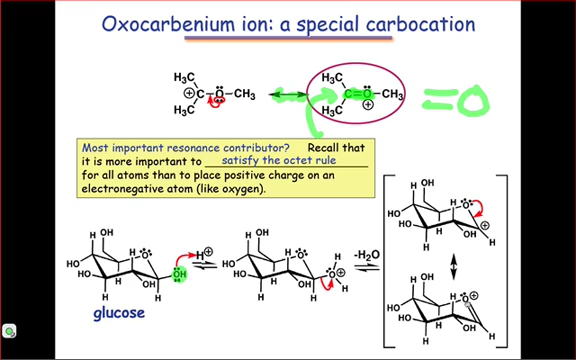 Oxocarbenium ion: a special carbocation
H₃C
⊕C—O—CH₃
H₃C
H₃C
C=O—CH₃
⊕
H₃C
=O
Most important resonance contributor? Recall that
it is more important to satisfy the octet rule
for all atoms than to place positive charge on an
electronegative atom (like oxygen).
H OH
H O
HO
HO H OH
OH
H H
H⊕
H OH
H O
HO
HO H OH
O⊕ H
H
H H
-H₂O
H OH
H O
HO
HO H OH
C⊕
H
H
H OH
H O⊕
HO
HO H OH
H
H
glucose